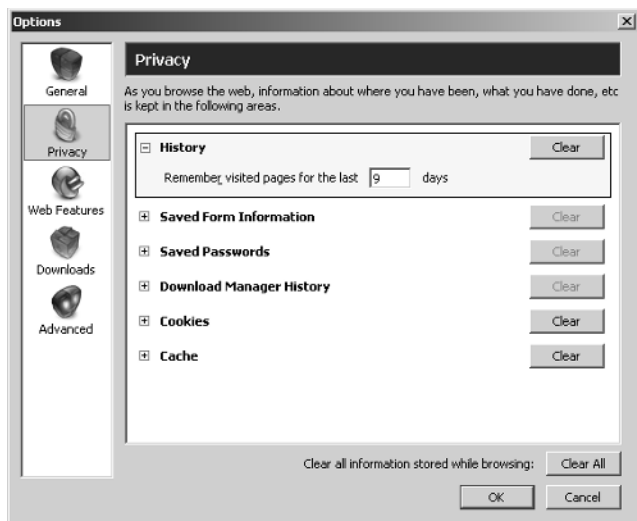 Options
General
Privacy
Web Features
Downloads
Advanced
Privacy
As you browse the web, information about where you have been, what you have done, etc
is kept in the following areas.
History Clear
Remember visited pages for the last 9 days
Saved Form Information Clear
Saved Passwords Clear
Download Manager History Clear
Cookies Clear
Cache Clear
Clear all information stored while browsing: Clear All
OK Cancel